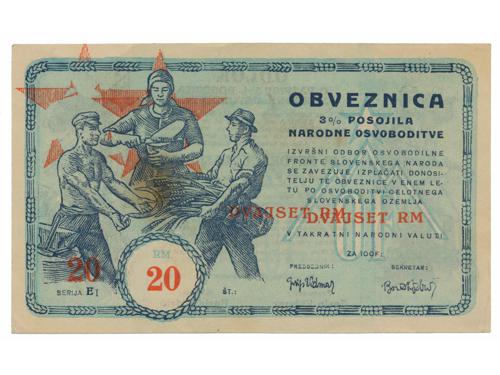 OBVEZNICA
3% POSOJILA
NARODNE OSVOBODITVE
IZVRŠNI ODBOR OSVOBODILNE
FRONTE SLOVENSKEGA NARODA
SE ZAVEZUJE IZPLAČATI DONOSI-
TELJU TE OBVEZNICE V ENEM LE-
TU PO OSVOBODITVI CELOTNEGA
SLOVENSKEGA OZEMLJA
DVAJSET RM
DVAJSET RM
V TAKRATNI NARODNI VALUTI
ZA IOOF:
PREDSEDNIK:
SEKRETAR:
20
RM
20
SERIJA EI
ŠT.: